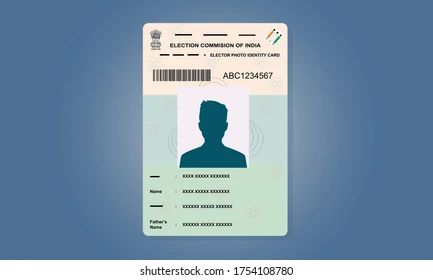 ELECTION COMMISION OF INDIA
ELECTOR PHOTO IDENTITY CARD
ABC1234567
: XXXX XXXXX XXXXXXX
Name : XXXX XXXXX XXXXXX
: XXXXXX XXXXX XXXXXX
Father's
Name : XXXXXX XXXXX XXXXXX
shutterstock.com · 1754108780